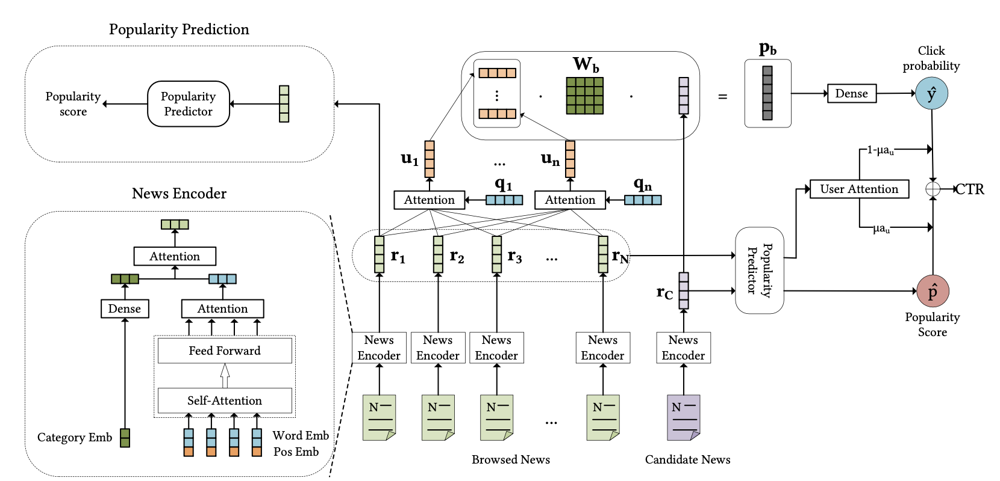 Popularity Prediction
Popularity
score
Popularity
Predictor
W_b
·
·
=
p_b
Dense
Click
probability
ŷ
u_1
...
u_n
q_1
q_n
Attention
Attention
1-μa_u
User Attention
CTR
μa_u
News Encoder
Attention
Dense
Attention
Feed Forward
Self-Attention
Category Emb
Word Emb
Pos Emb
r_1
r_2
r_3
...
r_N
r_C
Popularity
Predictor
p̂
Popularity
Score
News
Encoder
News
Encoder
News
Encoder
News
Encoder
News
Encoder
N
N
N
...
N
N
Browsed News
Candidate News